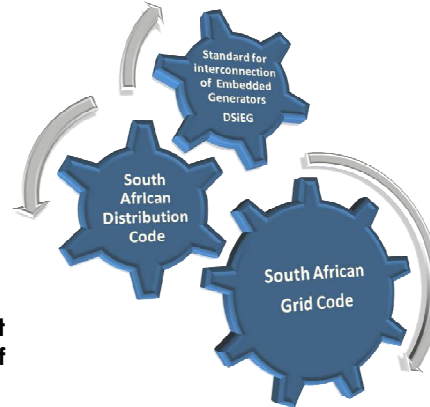 Standard for
Interconnection
of Embedded
Generators
DSiEG
South
African
Distribution
Code
South African
Grid Code